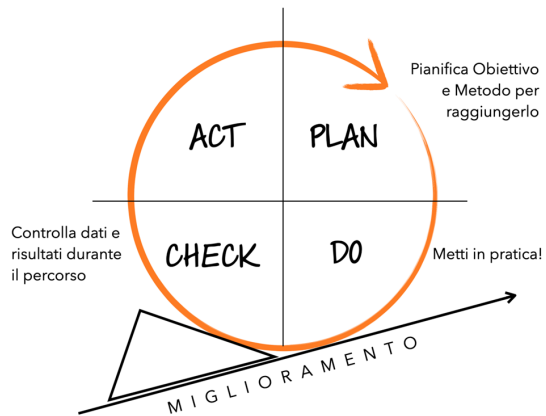 Pianifica Obiettivo
e Metodo per
raggiungerlo
ACT
PLAN
Controlla dati e
risultati durante
il percorso
CHECK
DO
Metti in pratica!
MIGLIORAMENTO